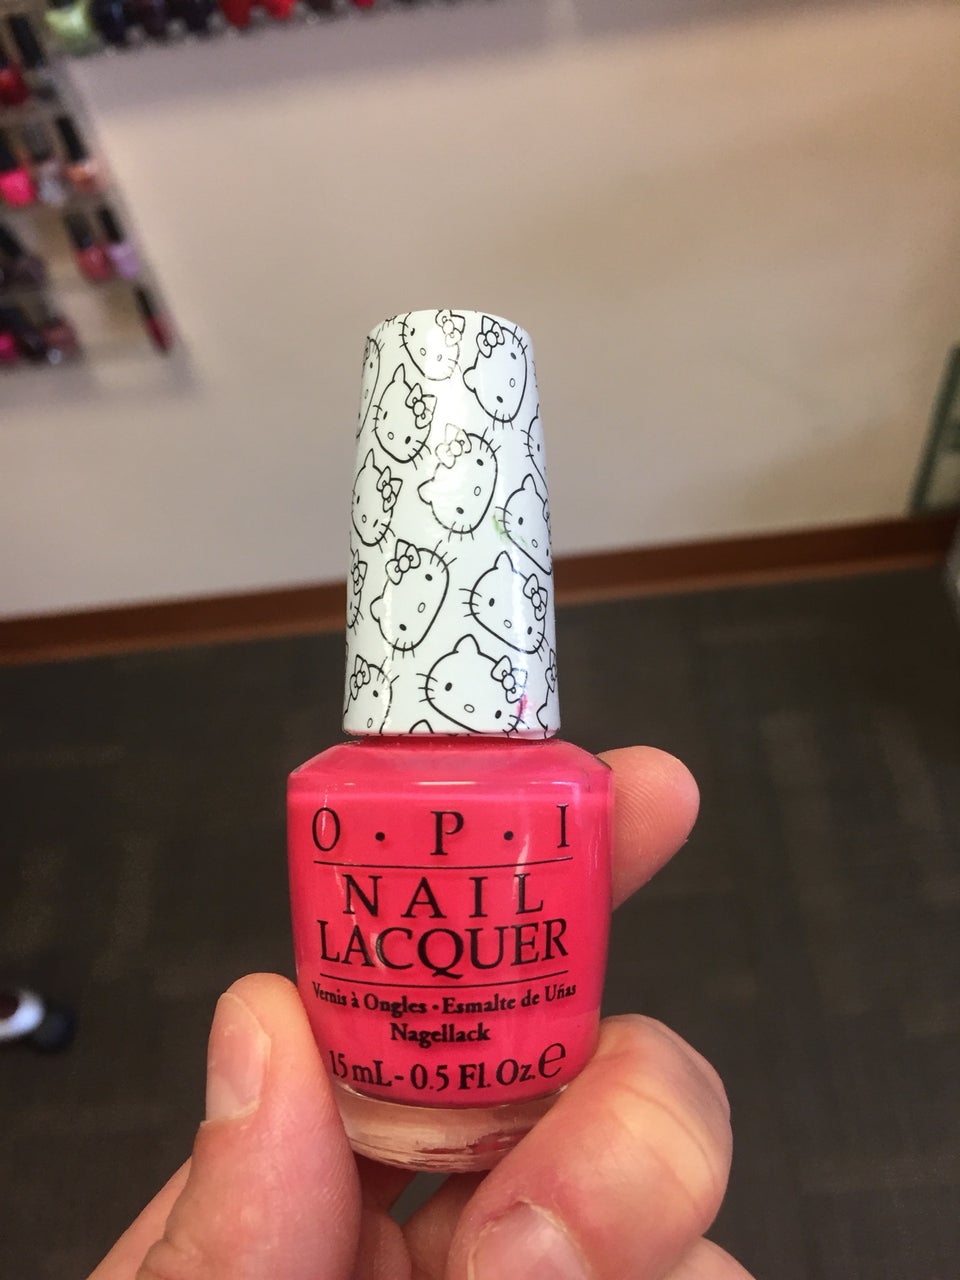 O · P · I
NAIL
LACQUER
Vernis à Ongles · Esmalte de Uñas
Nagellack
15 mL - 0.5 Fl. Oz. ℮